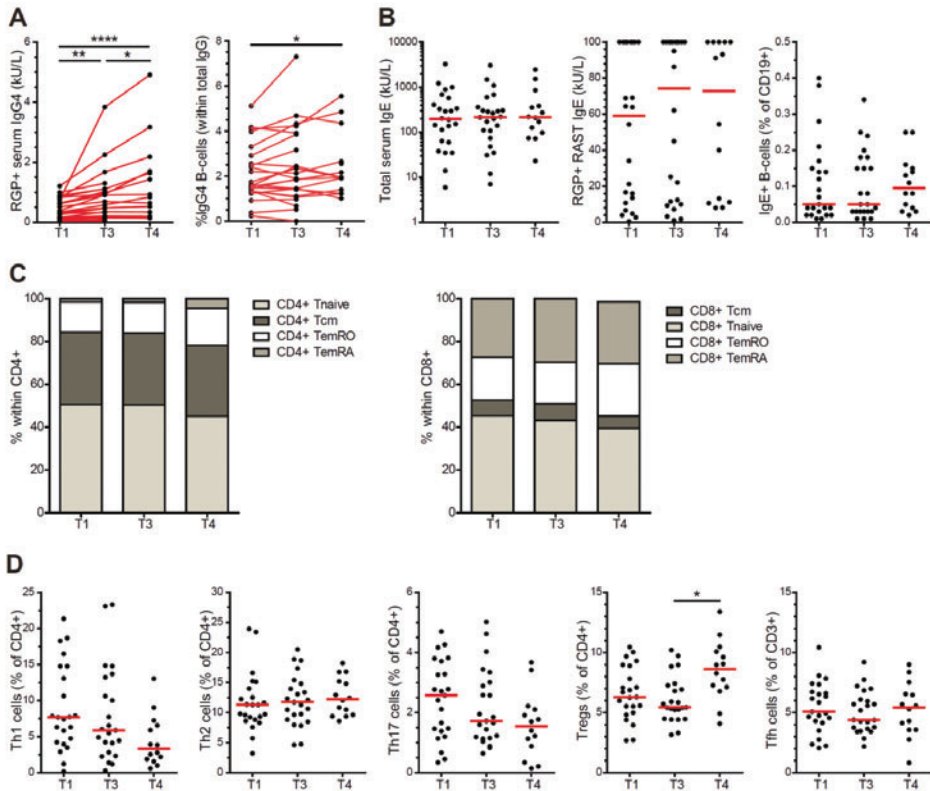 A
RGP+ serum IgG4 (kU/L)
6
5
4
3
2
1
0
****
** *
T1 T3 T4
%IgG4 B-cells (within total IgG)
8
6
4
2
0
*
T1 T3 T4
B
Total serum IgE (kU/L)
10000
1000
100
10
1
T1 T3 T4
RGP+ RAST IgE (kU/L)
100
80
60
40
20
0
T1 T3 T4
IgE+ B-cells (% of CD19+)
0.5
0.4
0.3
0.2
0.1
0.0
T1 T3 T4
C
% within CD4+
100
80
60
40
20
0
T1 T3 T4
CD4+ Tnaive
CD4+ Tcm
CD4+ TemRO
CD4+ TemRA
% within CD8+
100
80
60
40
20
0
T1 T3 T4
CD8+ Tcm
CD8+ Tnaive
CD8+ TemRO
CD8+ TemRA
D
Th1 cells (% of CD4+)
25
20
15
10
5
0
T1 T3 T4
Th2 cells (% of CD4+)
30
25
20
15
10
5
0
T1 T3 T4
Th17 cells (% of CD4+)
6
4
2
0
T1 T3 T4
Tregs (% of CD4+)
15
10
5
0
*
T1 T3 T4
Tfh cells (% of CD3+)
15
10
5
0
T1 T3 T4